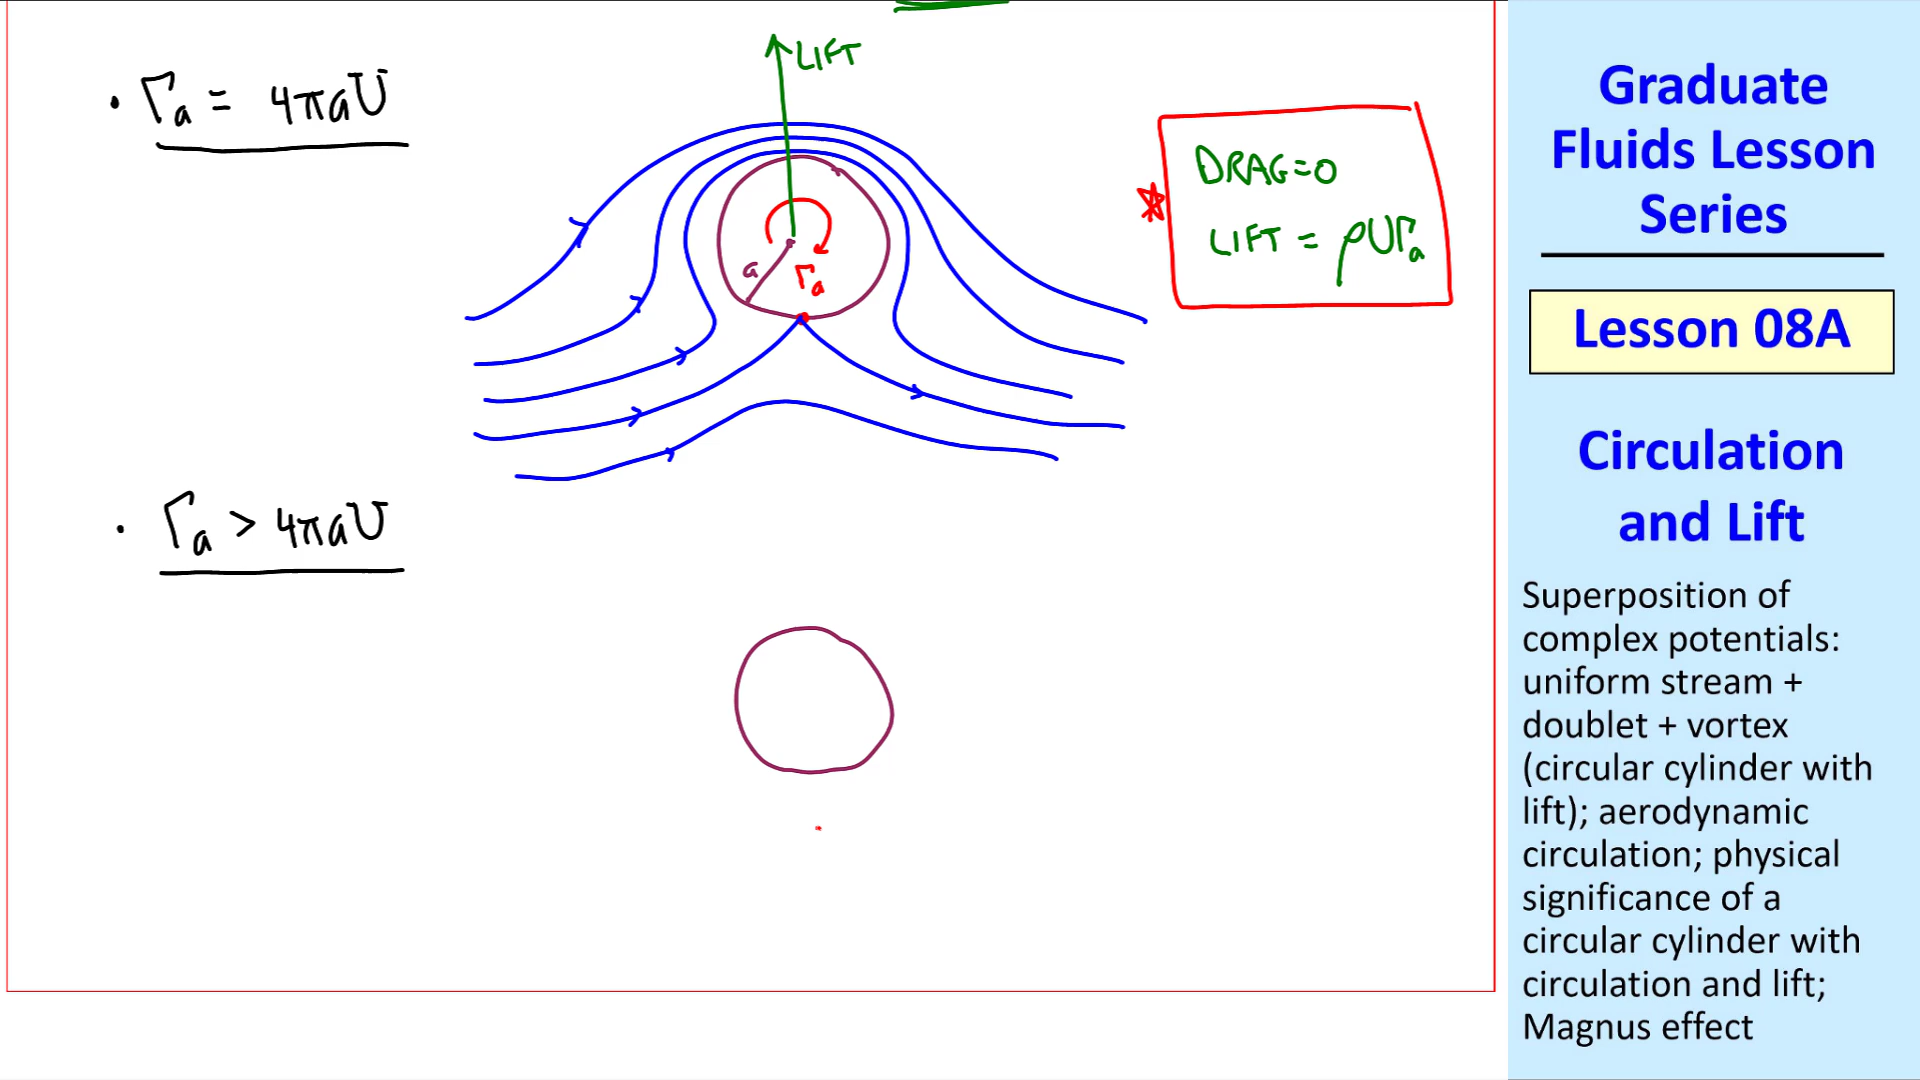 • Γₐ = 4πaU
LIFT
a
Γₐ
DRAG=0
LIFT = ρUΓₐ
• Γₐ > 4πaU
Graduate
Fluids Lesson
Series
Lesson 08A
Circulation
and Lift
Superposition of
complex potentials:
uniform stream +
doublet + vortex
(circular cylinder with
lift); aerodynamic
circulation; physical
significance of a
circular cylinder with
circulation and lift;
Magnus effect